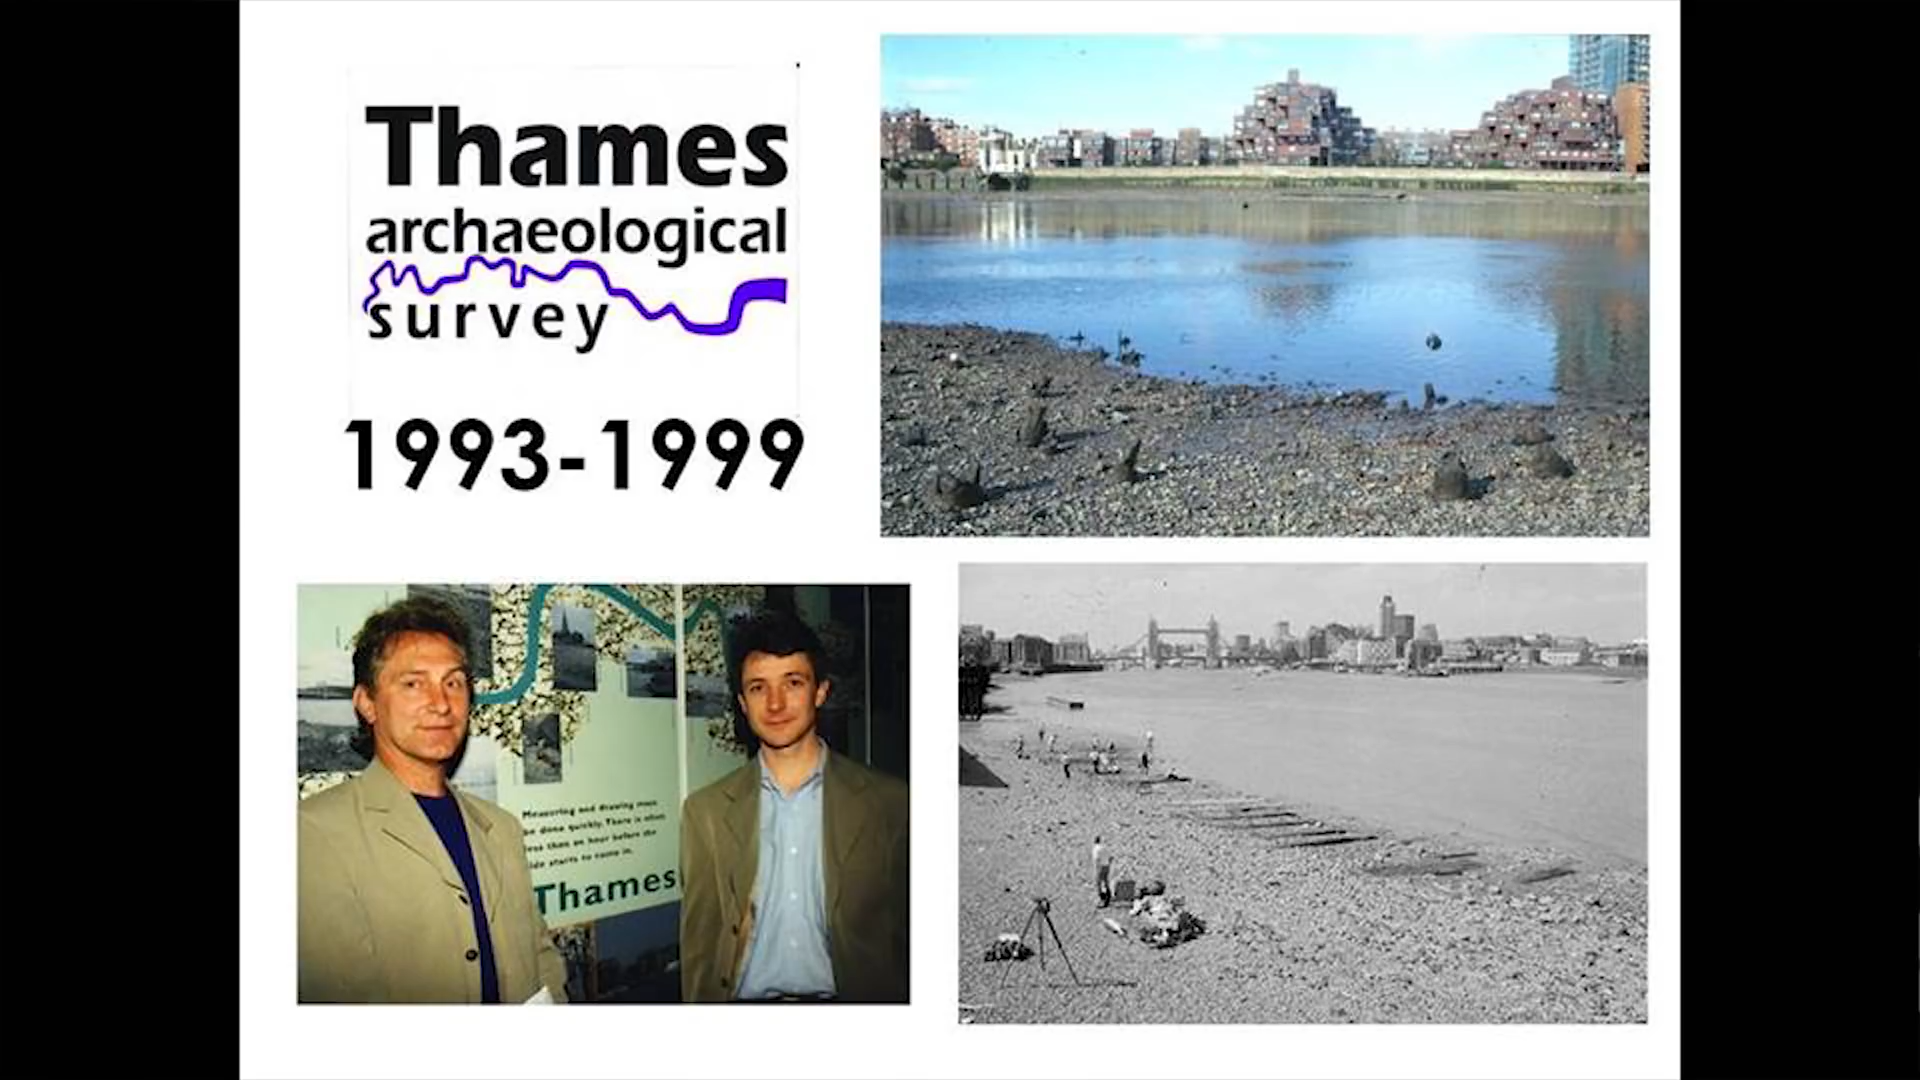 Thames
archaeological
survey
1993-1999
Measuring and drawing must
be done quickly. There is often
less than an hour before the
tide starts to come in.
Thames